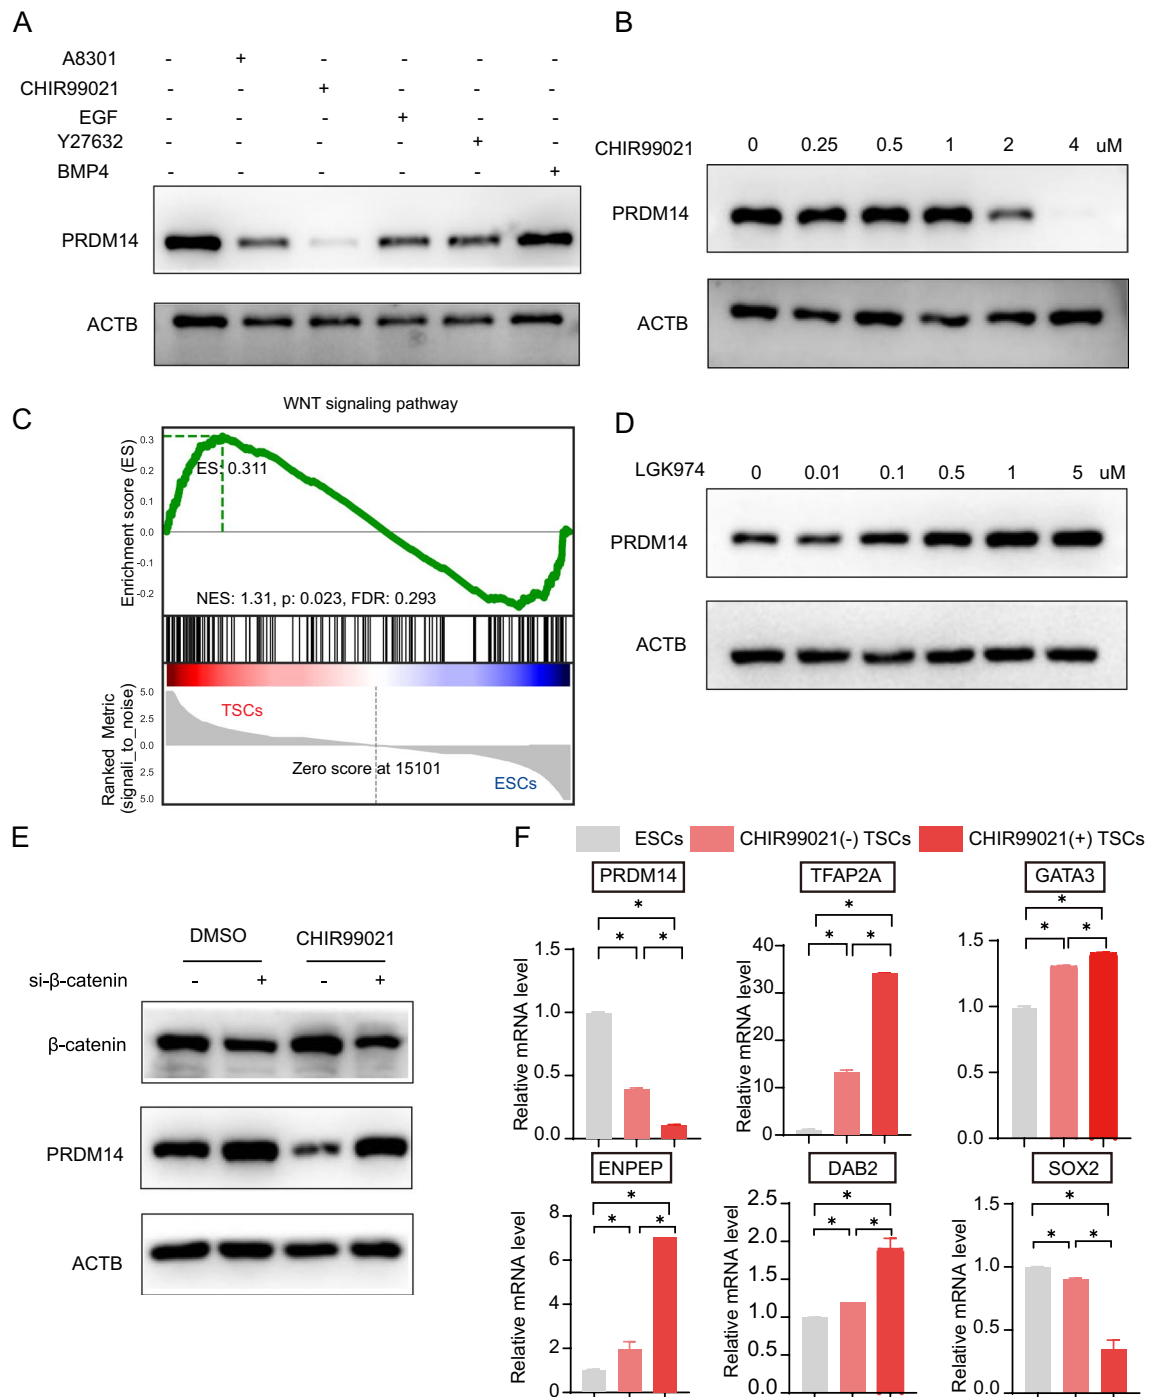 A
A8301 - + - - - -
CHIR99021 - - + - - -
EGF - - - + - -
Y27632 - - - - + -
BMP4 - - - - - +
PRDM14
ACTB
B
CHIR99021 0 0.25 0.5 1 2 4 uM
PRDM14
ACTB
C
WNT signaling pathway
Enrichment score (ES)
0.3
0.2
0.1
0.0
-0.1
-0.2
ES: 0.311
NES: 1.31, p: 0.023, FDR: 0.293
Ranked Metric
(signali_to_noise)
5.0
2.5
0.0
2.5
5.0
TSCs
Zero score at 15101
ESCs
D
LGK974 0 0.01 0.1 0.5 1 5 uM
PRDM14
ACTB
E
DMSO CHIR99021
si-β-catenin - + - +
β-catenin
PRDM14
ACTB
F
ESCs CHIR99021(-) TSCs CHIR99021(+) TSCs
PRDM14
* * *
Relative mRNA level
1.5
1.0
0.5
0.0
TFAP2A
* * *
Relative mRNA level
40
30
20
10
0
GATA3
* * *
Relative mRNA level
1.5
1.0
0.5
0.0
ENPEP
* * *
Relative mRNA level
8
6
4
2
0
DAB2
* * *
Relative mRNA level
2.5
2.0
1.5
1.0
0.5
0.0
SOX2
* * *
Relative mRNA level
1.5
1.0
0.5
0.0